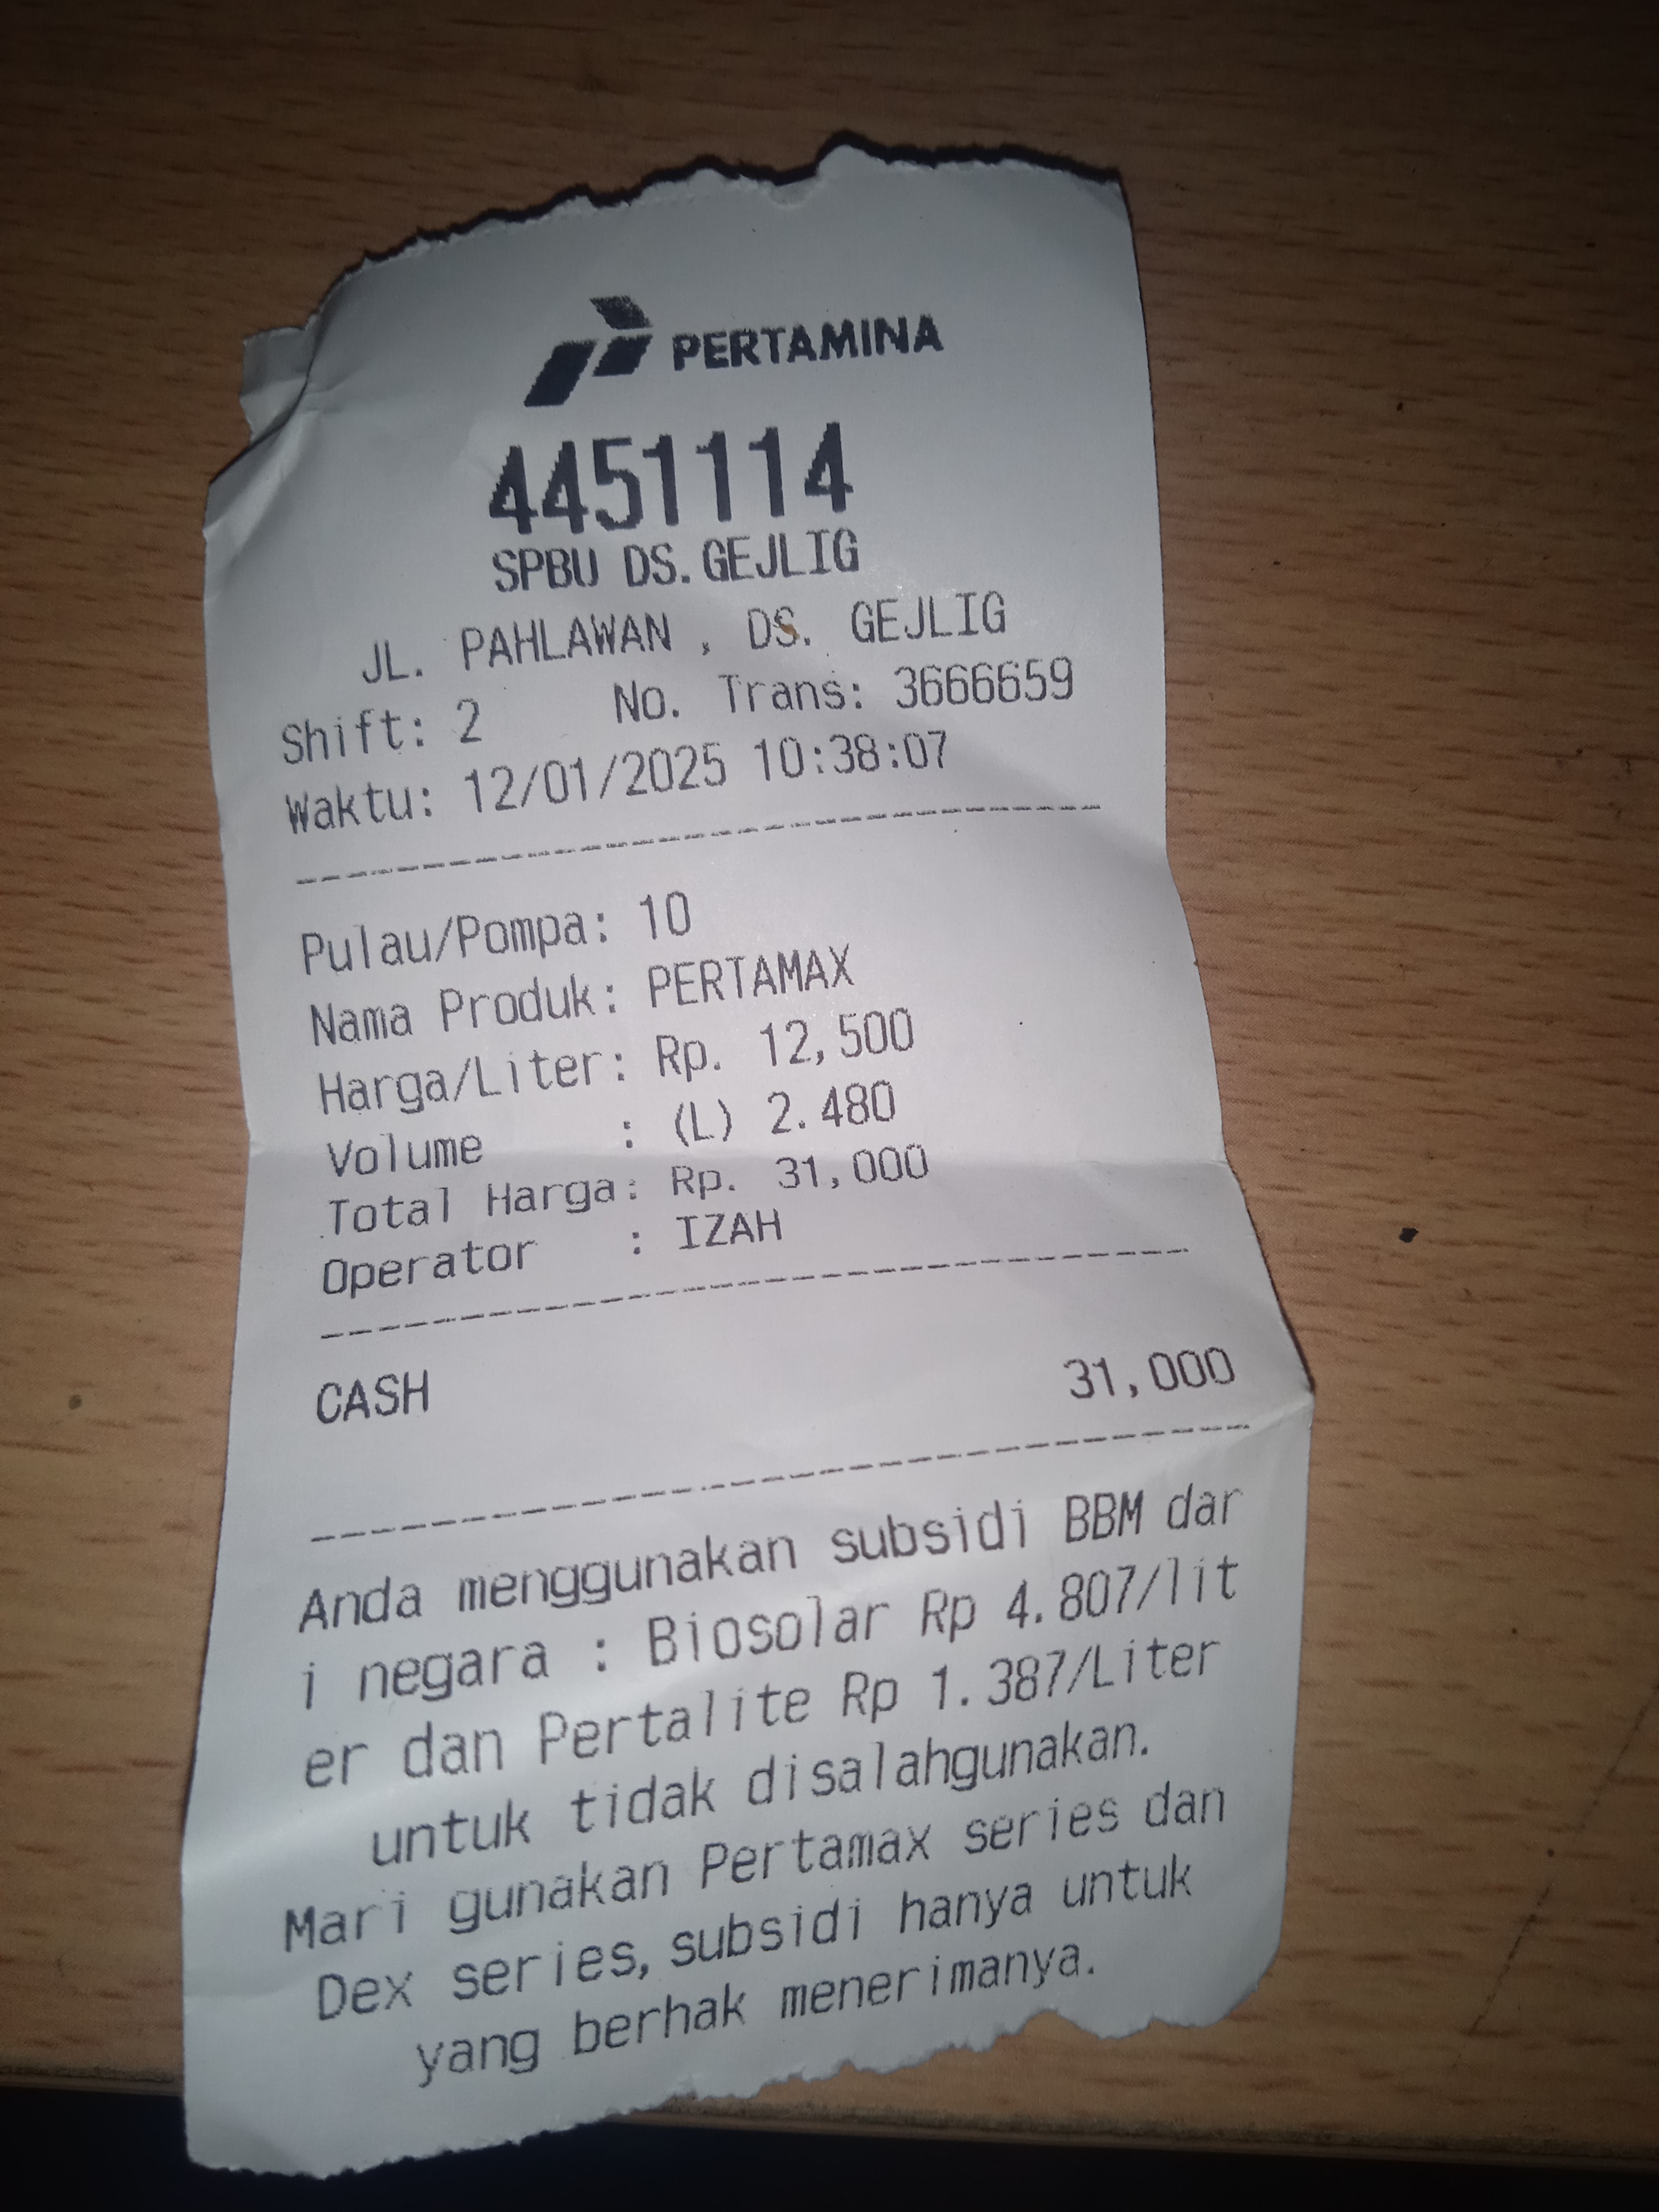 PERTAMINA
4451114
SPBU DS.GEJLIG
JL. PAHLAWAN , DS. GEJLIG
Shift: 2 No. Trans: 3666659
Waktu: 12/01/2025 10:38:07
--------------------------------
Pulau/Pompa: 10
Nama Produk: PERTAMAX
Harga/Liter: Rp. 12,500
Volume : (L) 2.480
Total Harga: Rp. 31,000
Operator : IZAH
--------------------------------
CASH 31,000
--------------------------------
Anda menggunakan subsidi BBM dar
i negara : Biosolar Rp 4.807/lit
er dan Pertalite Rp 1.387/Liter
untuk tidak disalahgunakan.
Mari gunakan Pertamax series dan
Dex series, subsidi hanya untuk
yang berhak menerimanya.